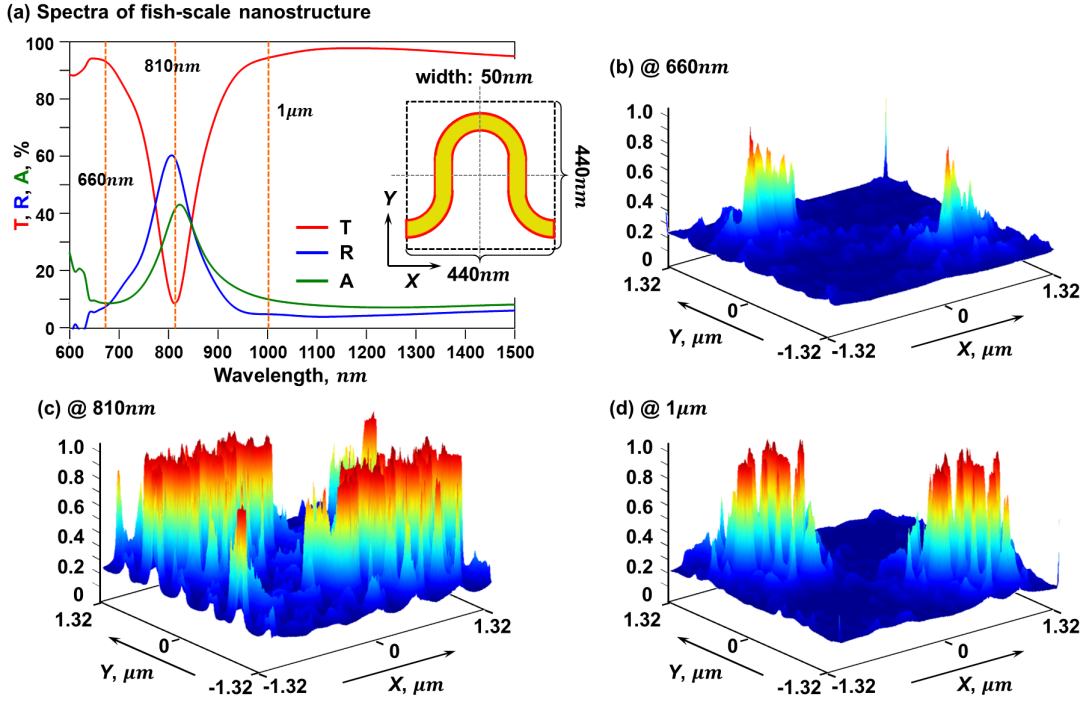 (a) Spectra of fish-scale nanostructure
100
80
60
40
20
0
T, R, A, %
660nm
810nm
1μm
width: 50nm
440nm
440nm
Y
X
T
R
A
600 700 800 900 1000 1100 1200 1300 1400 1500
Wavelength, nm
(b) @ 660nm
1.0
0.8
0.6
0.4
0.2
0
1.32
0
-1.32
Y, μm
-1.32
0
1.32
X, μm
(c) @ 810nm
1.0
0.8
0.6
0.4
0.2
0
1.32
0
-1.32
Y, μm
-1.32
0
1.32
X, μm
(d) @ 1μm
1.0
0.8
0.6
0.4
0.2
0
1.32
0
-1.32
Y, μm
-1.32
0
1.32
X, μm